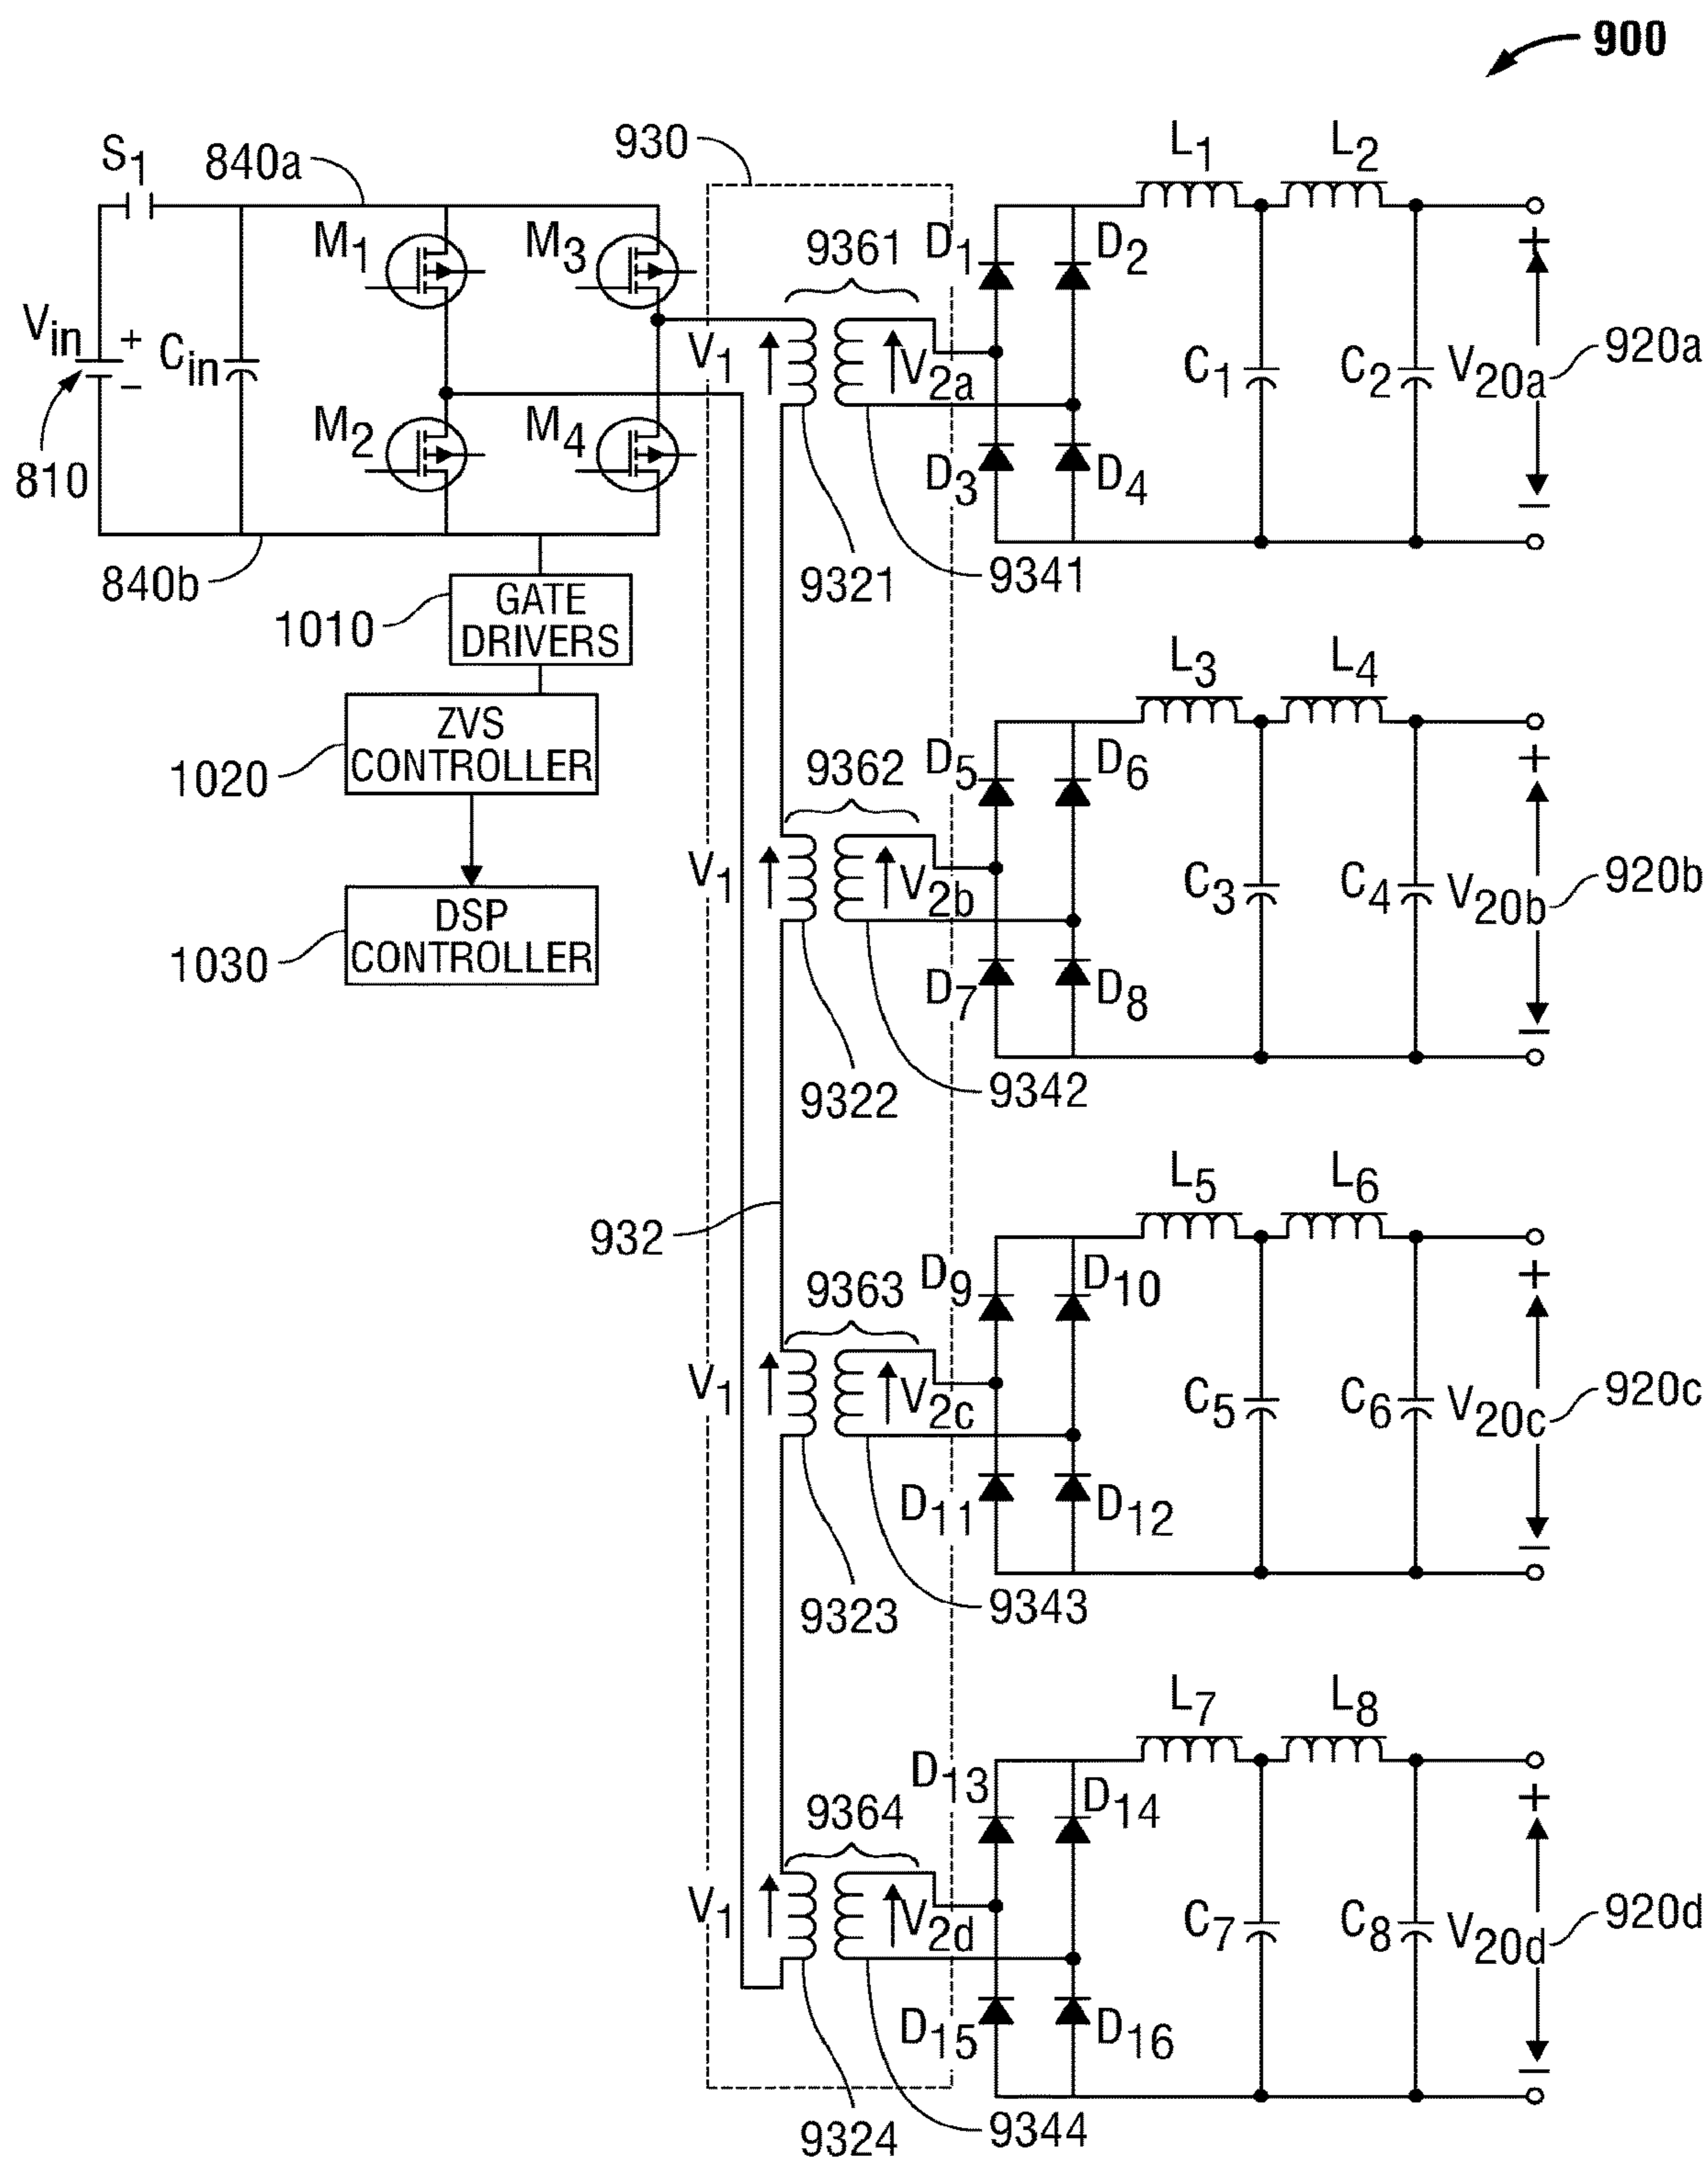 900
930
S1
840a
L1 L2
M1 M3
9361
D1 D2
Vin + − Cin
V1 V2a
C1 C2 V20a 920a
+
−
M2 M4
810
D3 D4
840b
9321 9341
1010 GATE
DRIVERS
L3 L4
1020 ZVS
CONTROLLER
9362
D5 D6
+
V1 V2b
C3 C4 V20b 920b
1030 DSP
CONTROLLER
D7 D8
−
9322 9342
L5 L6
932
9363
D9 D10
+
V1 V2c
C5 C6 V20c 920c
D11 D12
−
9323 9343
L7 L8
9364
D13 D14
+
V1 V2d
C7 C8 V20d 920d
D15 D16
−
9324 9344